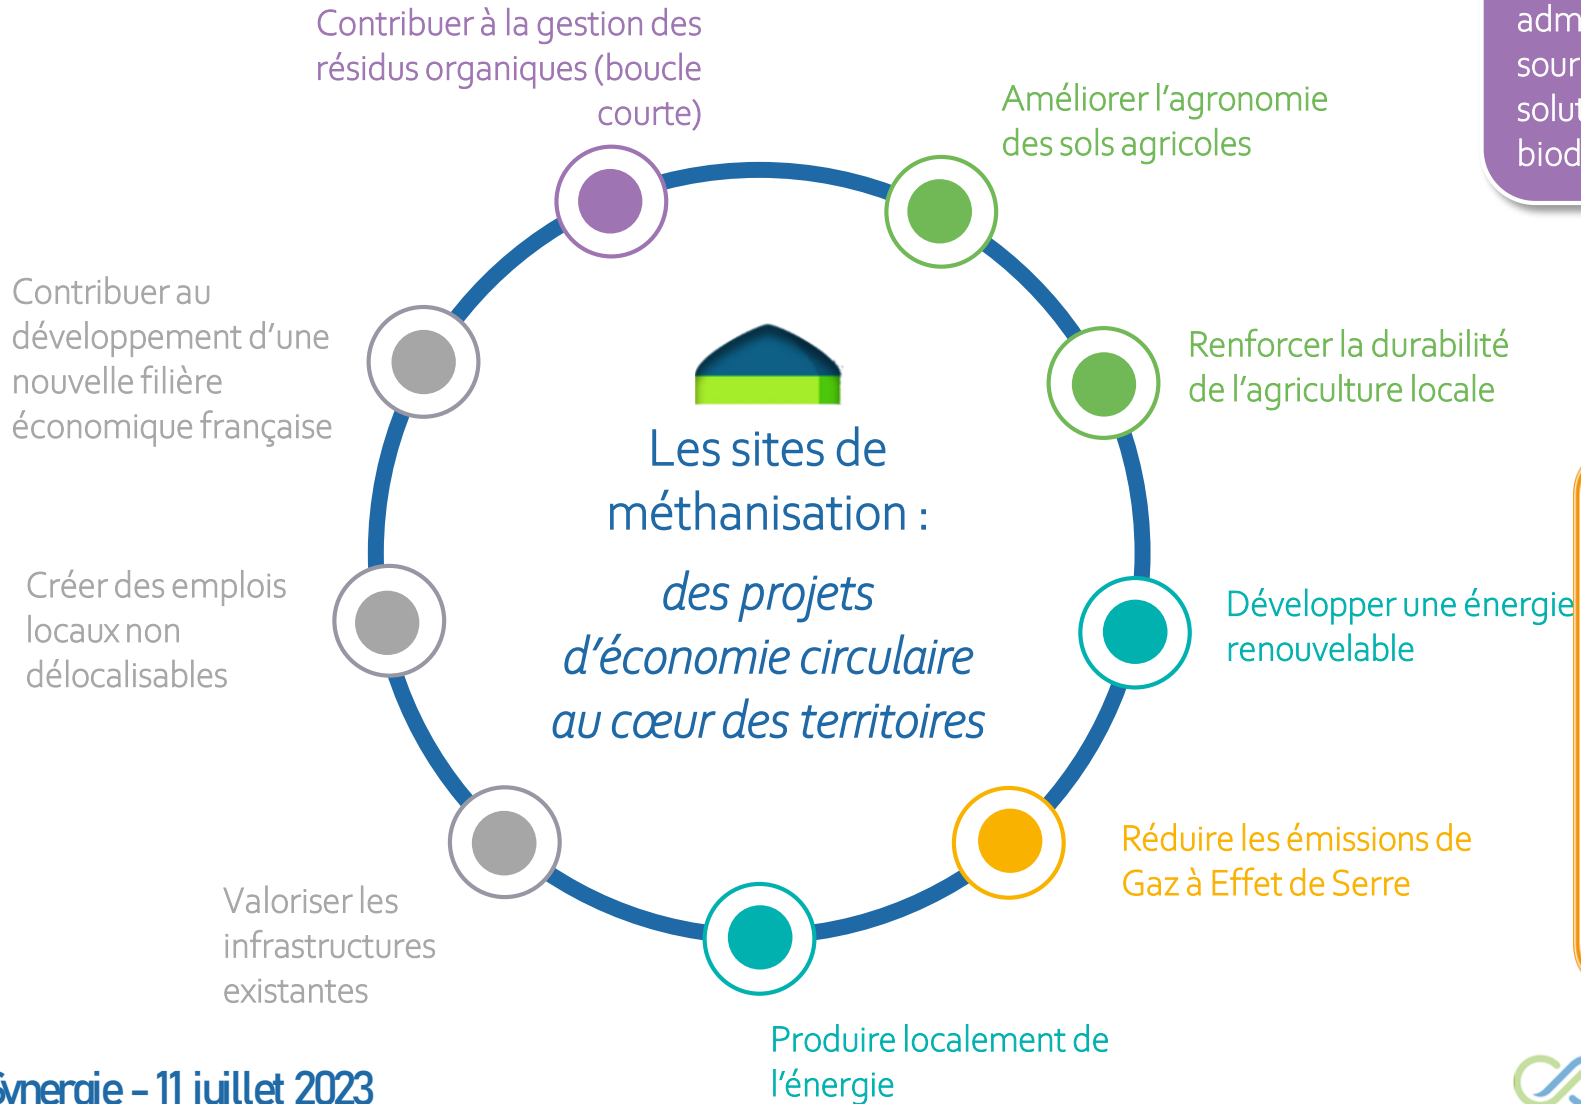 Contribuer à la gestion des
résidus organiques (boucle
courte)
Améliorer l'agronomie
des sols agricoles
Contribuer au
développement d'une
nouvelle filière
économique française
Renforcer la durabilité
de l'agriculture locale
Les sites de
méthanisation :
des projets
d'économie circulaire
au cœur des territoires
Créer des emplois
locaux non
délocalisables
Développer une énergie
renouvelable
Réduire les émissions de
Gaz à Effet de Serre
Valoriser les
infrastructures
existantes
Produire localement de
l'énergie
Synergie – 11 juillet 2023